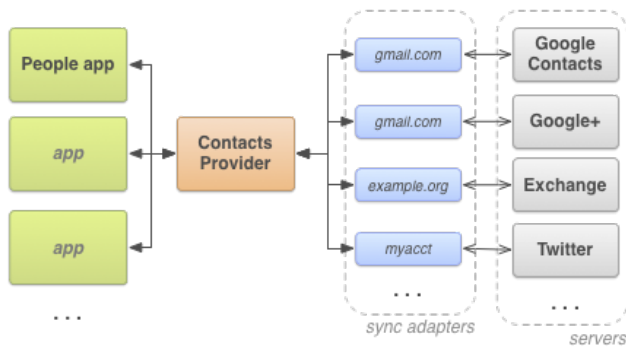 People app
app
app
. . .
Contacts
Provider
gmail.com
gmail.com
example.org
myacct
. . .
sync adapters
Google
Contacts
Google+
Exchange
Twitter
. . .
servers